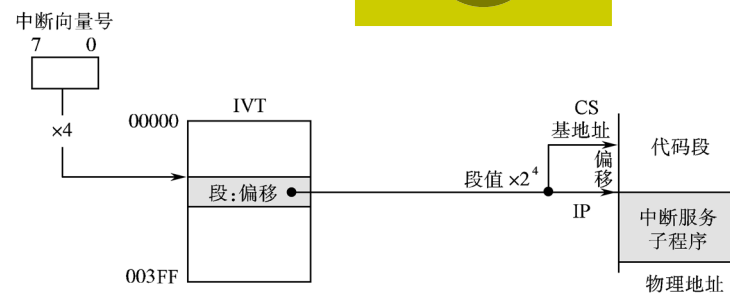 中断向量号
7 0
IVT
×4
00000
段:偏移
003FF
段值×2⁴
CS
基地址
偏移
IP
代码段
中断服务
子程序
物理地址